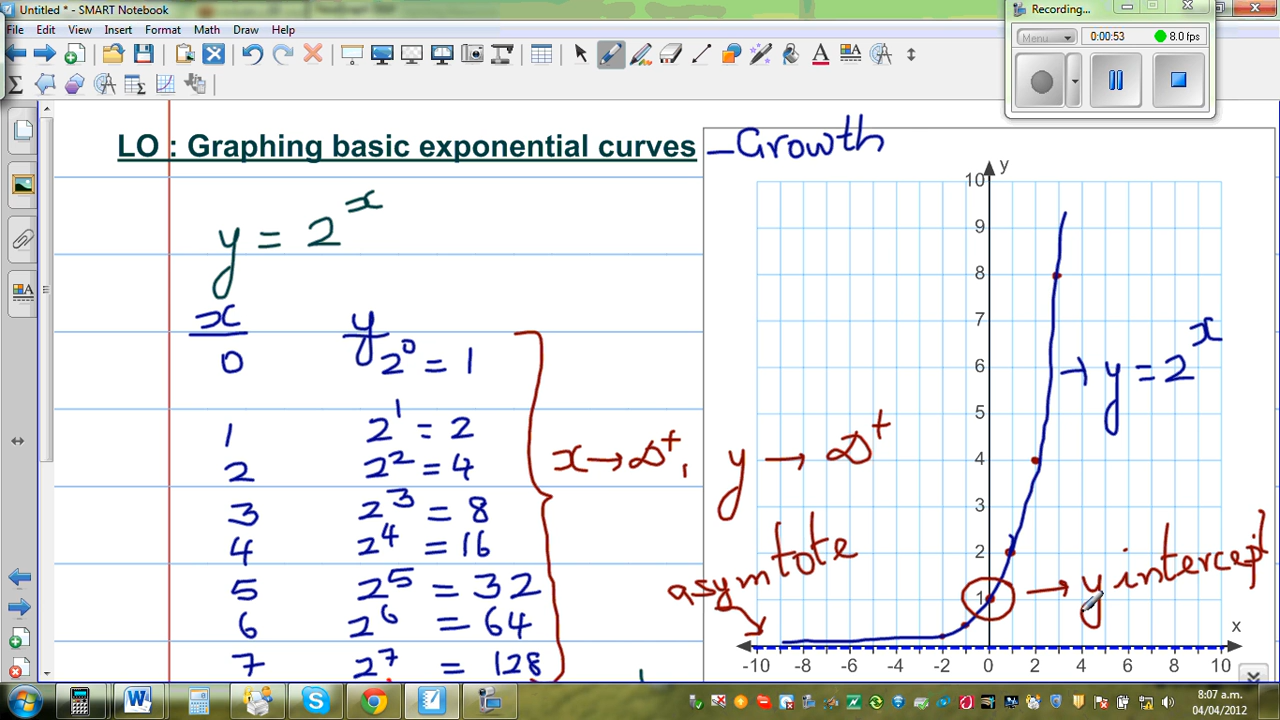 Untitled * - SMART Notebook
Recording...
File Edit View Insert Format Math Draw Help
Menu
0:00:53
8.0 fps
LO : Graphing basic exponential curves – Growth
y = 2^x
x y
0 2^0 = 1
1 2^1 = 2
2 2^2 = 4
3 2^3 = 8
4 2^4 = 16
5 2^5 = 32
6 2^6 = 64
7 2^7 = 128
x → ∞^+, y → ∞^+
y
10
9
8
7
6
5
4
3
2
1
→ y = 2^x
asymtote
→ y intercept
x
-10 -8 -6 -4 -2 0 2 4 6 8 10
8:07 a.m.
04/04/2012